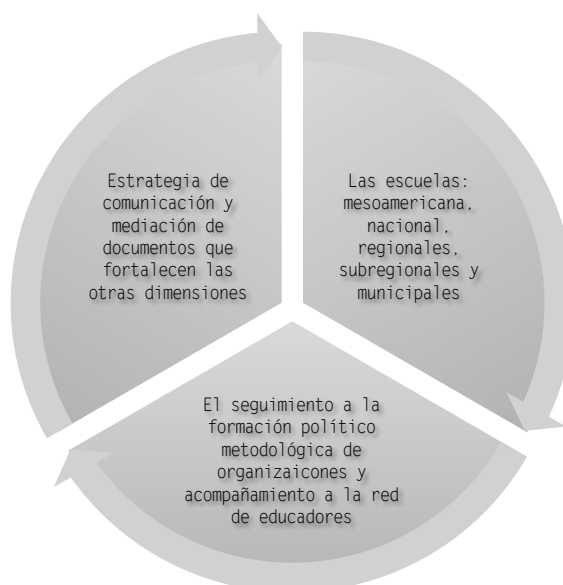 Estrategia de
comunicación y
mediación de
documentos que
fortalecen las
otras dimensiones
Las escuelas:
mesoamericana,
nacional,
regionales,
subregionales y
municipales
El seguimiento a la
formación político
metodológica de
organizaicones y
acompañamiento a la red
de educadores